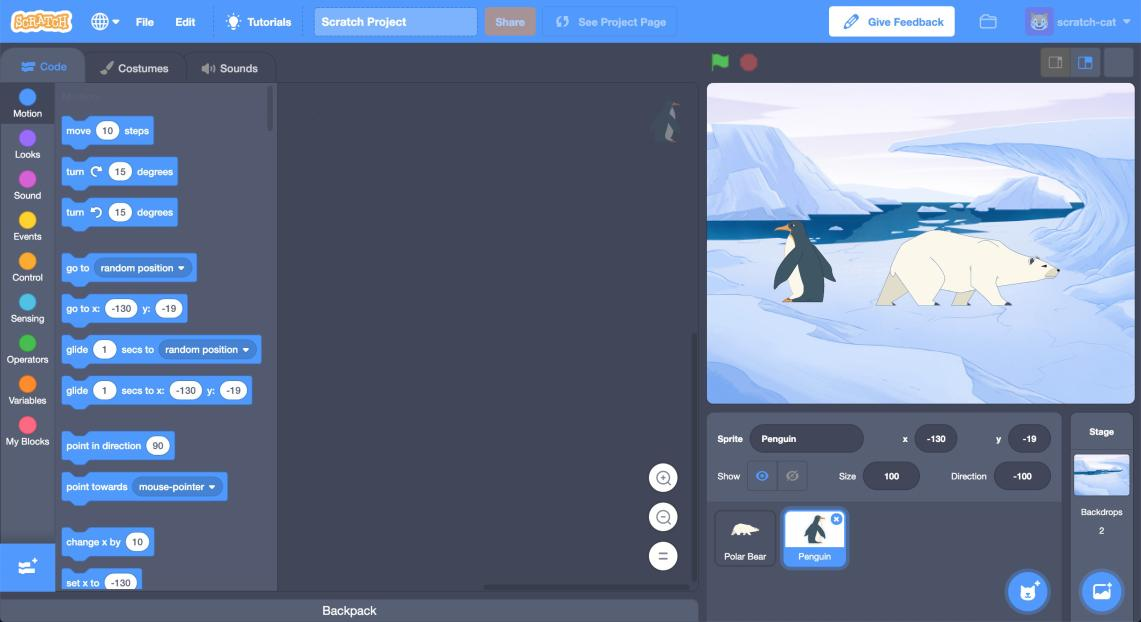 SCRATCH
File
Edit
Tutorials
Scratch Project
Share
See Project Page
Give Feedback
scratch-cat
Code
Costumes
Sounds
Motion
Looks
Sound
Events
Control
Sensing
Operators
Variables
My Blocks
Motion
move 10 steps
turn 15 degrees
turn 15 degrees
go to random position
go to x: -130 y: -19
glide 1 secs to random position
glide 1 secs to x: -130 y: -19
point in direction 90
point towards mouse-pointer
change x by 10
set x to -130
Backpack
Sprite Penguin x -130 y -19
Show Size 100 Direction -100
Polar Bear
Penguin
Stage
Backdrops
2